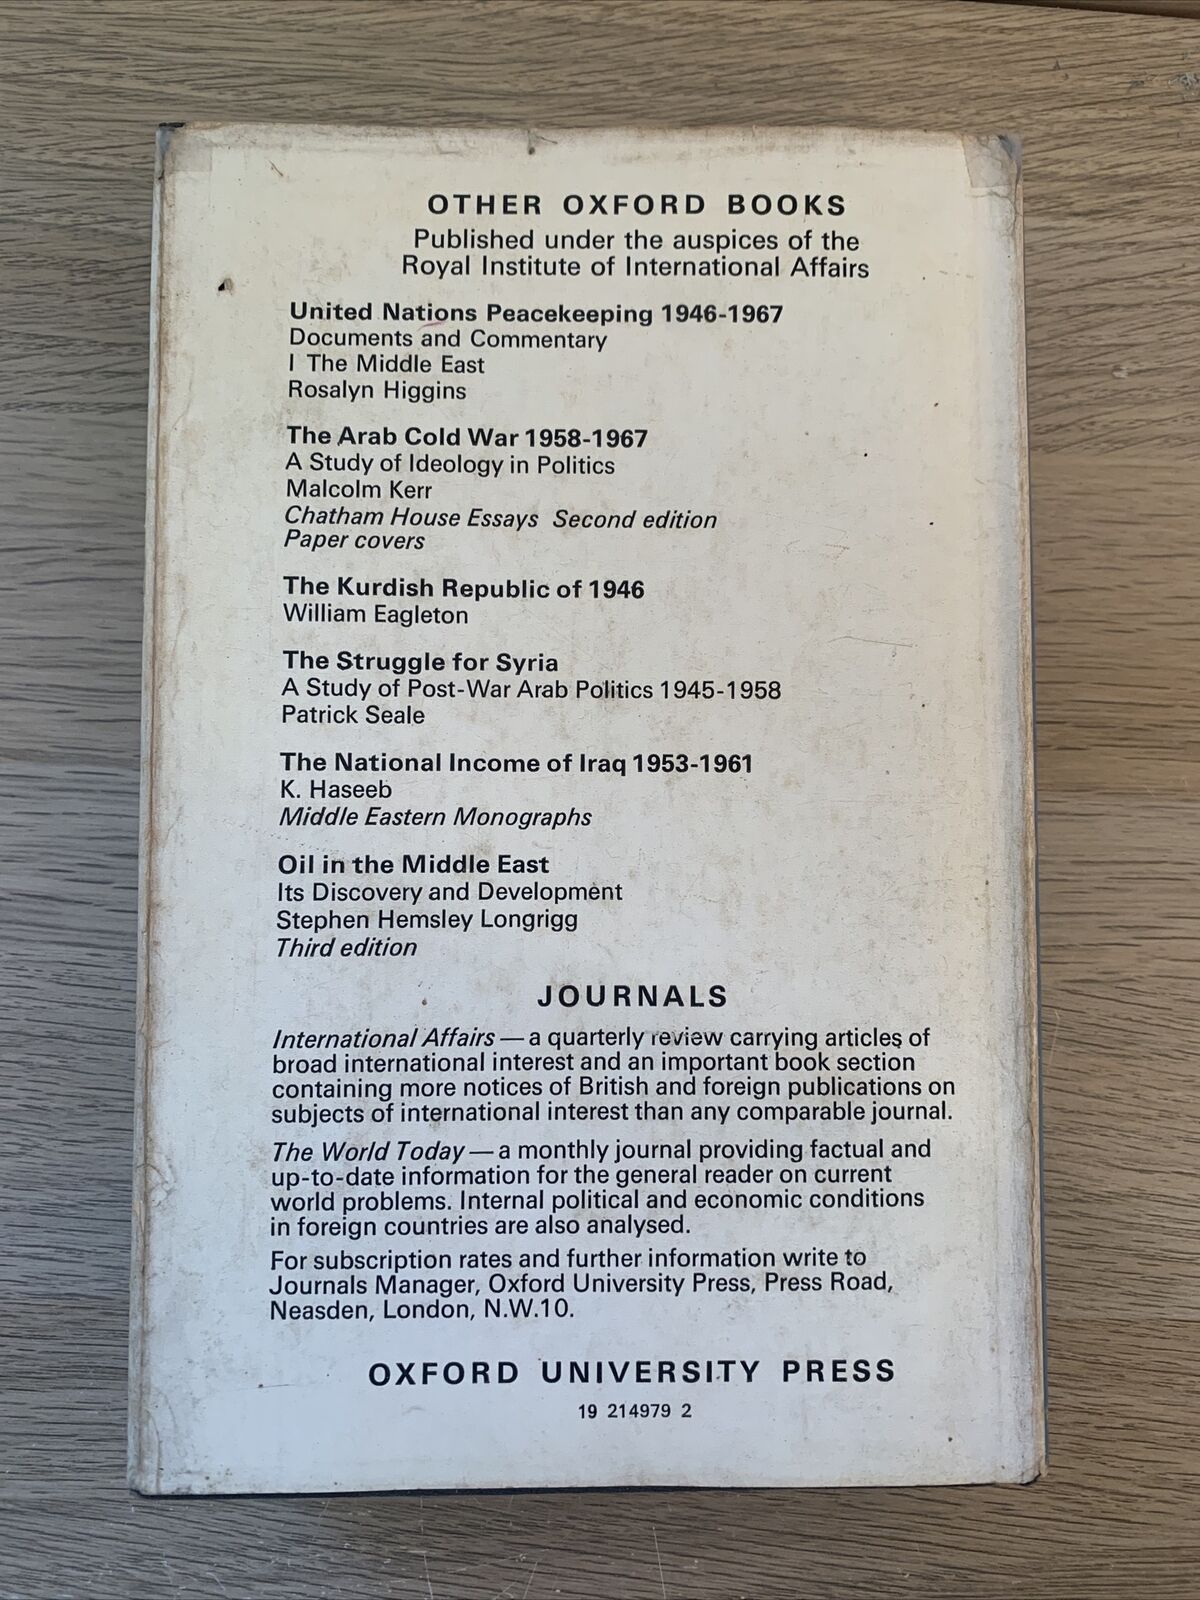 OTHER OXFORD BOOKS
Published under the auspices of the
Royal Institute of International Affairs
United Nations Peacekeeping 1946-1967
Documents and Commentary
I The Middle East
Rosalyn Higgins
The Arab Cold War 1958-1967
A Study of Ideology in Politics
Malcolm Kerr
Chatham House Essays Second edition
Paper covers
The Kurdish Republic of 1946
William Eagleton
The Struggle for Syria
A Study of Post-War Arab Politics 1945-1958
Patrick Seale
The National Income of Iraq 1953-1961
K. Haseeb
Middle Eastern Monographs
Oil in the Middle East
Its Discovery and Development
Stephen Hemsley Longrigg
Third edition
JOURNALS
International Affairs — a quarterly review carrying articles of
broad international interest and an important book section
containing more notices of British and foreign publications on
subjects of international interest than any comparable journal.
The World Today — a monthly journal providing factual and
up-to-date information for the general reader on current
world problems. Internal political and economic conditions
in foreign countries are also analysed.
For subscription rates and further information write to
Journals Manager, Oxford University Press, Press Road,
Neasden, London, N.W.10.
OXFORD UNIVERSITY PRESS
19 214979 2